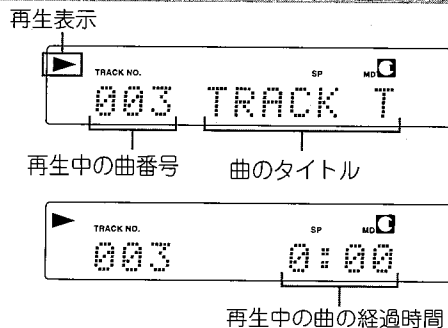 再生表示
TRACK NO. SP MD
003 TRACK T
再生中の曲番号 曲のタイトル
TRACK NO. SP MD
003 0:00
再生中の曲の経過時間